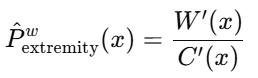 P̂ʷ_extremity(x) = W′(x) / C′(x)